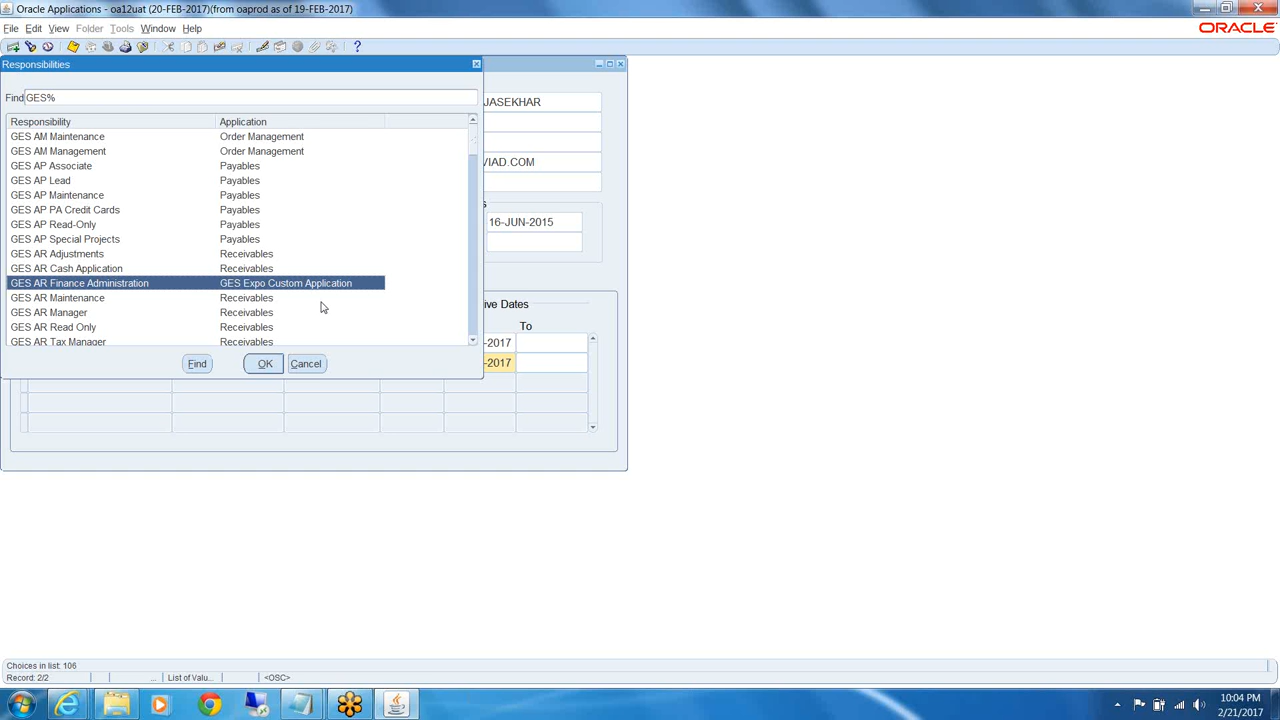 Oracle Applications - oa12uat (20-FEB-2017)(from oaprod as of 19-FEB-2017)
File Edit View Folder Tools Window Help
ORACLE
Responsibilities
Find GES%
Responsibility Application
GES AM Maintenance Order Management
GES AM Management Order Management
GES AP Associate Payables
GES AP Lead Payables
GES AP Maintenance Payables
GES AP PA Credit Cards Payables
GES AP Read-Only Payables
GES AP Special Projects Payables
GES AR Adjustments Receivables
GES AR Cash Application Receivables
GES AR Finance Administration GES Expo Custom Application
GES AR Maintenance Receivables
GES AR Manager Receivables
GES AR Read Only Receivables
GES AR Tax Manager Receivables
Find OK Cancel
JASEKHAR
VIAD.COM
s
16-JUN-2015
ive Dates
To
-2017
-2017
Choices in list: 106
Record: 2/2 ... List of Valu... <OSC>
10:04 PM
2/21/2017